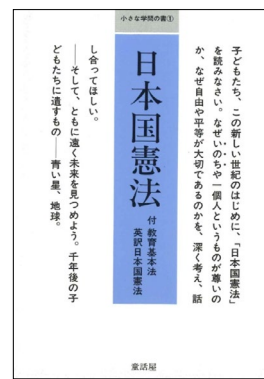 小さな学問の書①
子どもたち、この新しい世紀のはじめに、「日本国憲法」
を読みなさい。なぜいのちや一個人というものが尊いの
か、なぜ自由や平等が大切であるのかを、深く考え、話
し合ってほしい。
――そして、ともに遠く未来を見つめよう。千年後の子
どもたちに遺すもの――青い星、地球。
日本国憲法
付 教育基本法
英訳日本国憲法
童話屋